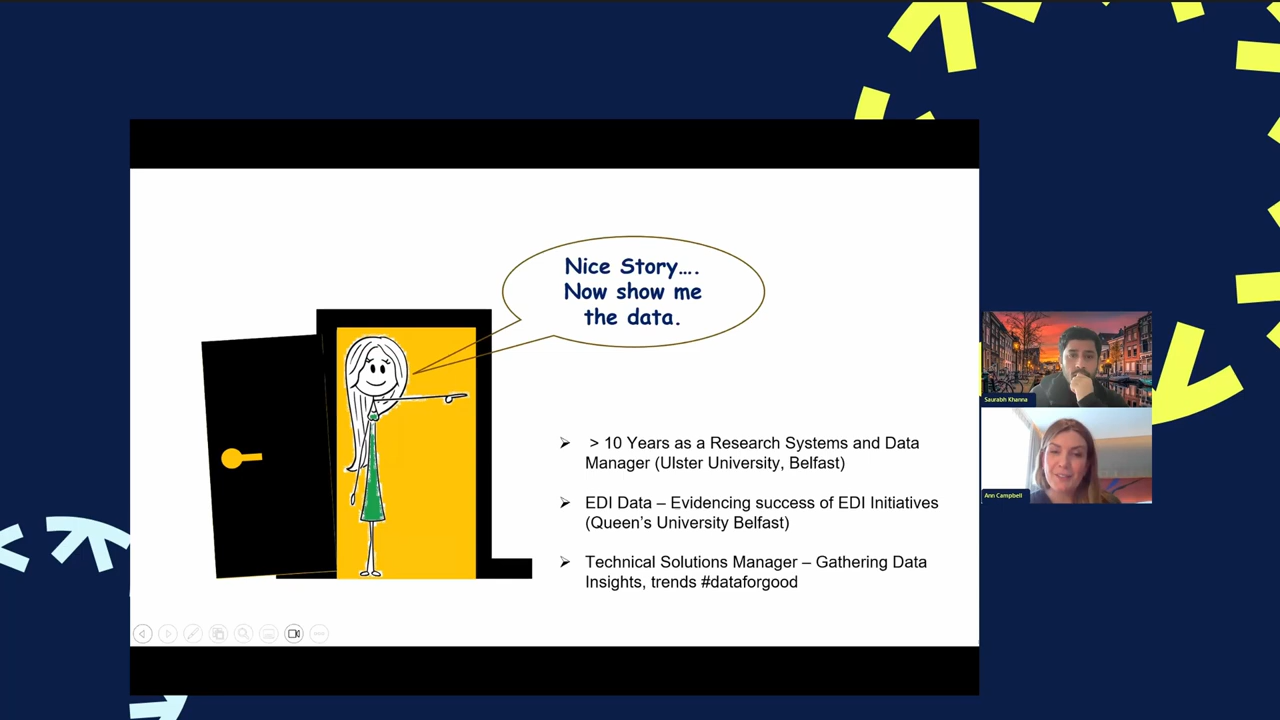 Nice Story....
Now show me
the data.
➢ > 10 Years as a Research Systems and Data
Manager (Ulster University, Belfast)
➢ EDI Data – Evidencing success of EDI Initiatives
(Queen's University Belfast)
➢ Technical Solutions Manager – Gathering Data
Insights, trends #dataforgood
Saurabh Khanna
Ann Campbell